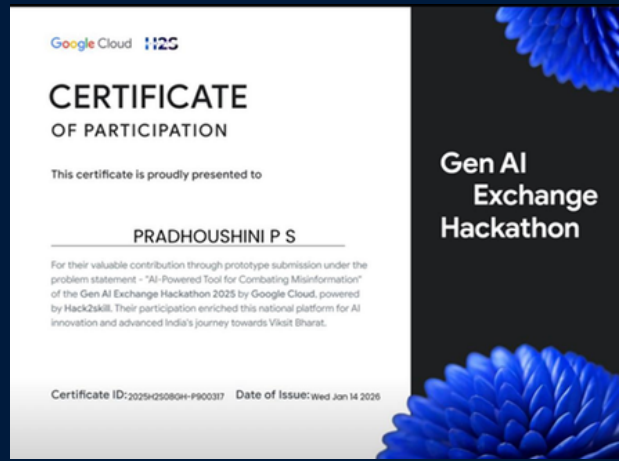 Google Cloud H2S
CERTIFICATE
OF PARTICIPATION
This certificate is proudly presented to
PRADHOUSHINI P S
For their valuable contribution through prototype submission under the
problem statement - "AI-Powered Tool for Combating Misinformation"
of the Gen AI Exchange Hackathon 2025 by Google Cloud, powered
by Hack2skill. Their participation enriched this national platform for AI
innovation and advanced India's journey towards Viksit Bharat.
Certificate ID: 2025H2S08GH-P900317 Date of Issue: Wed Jan 14 2026
Gen AI
Exchange
Hackathon